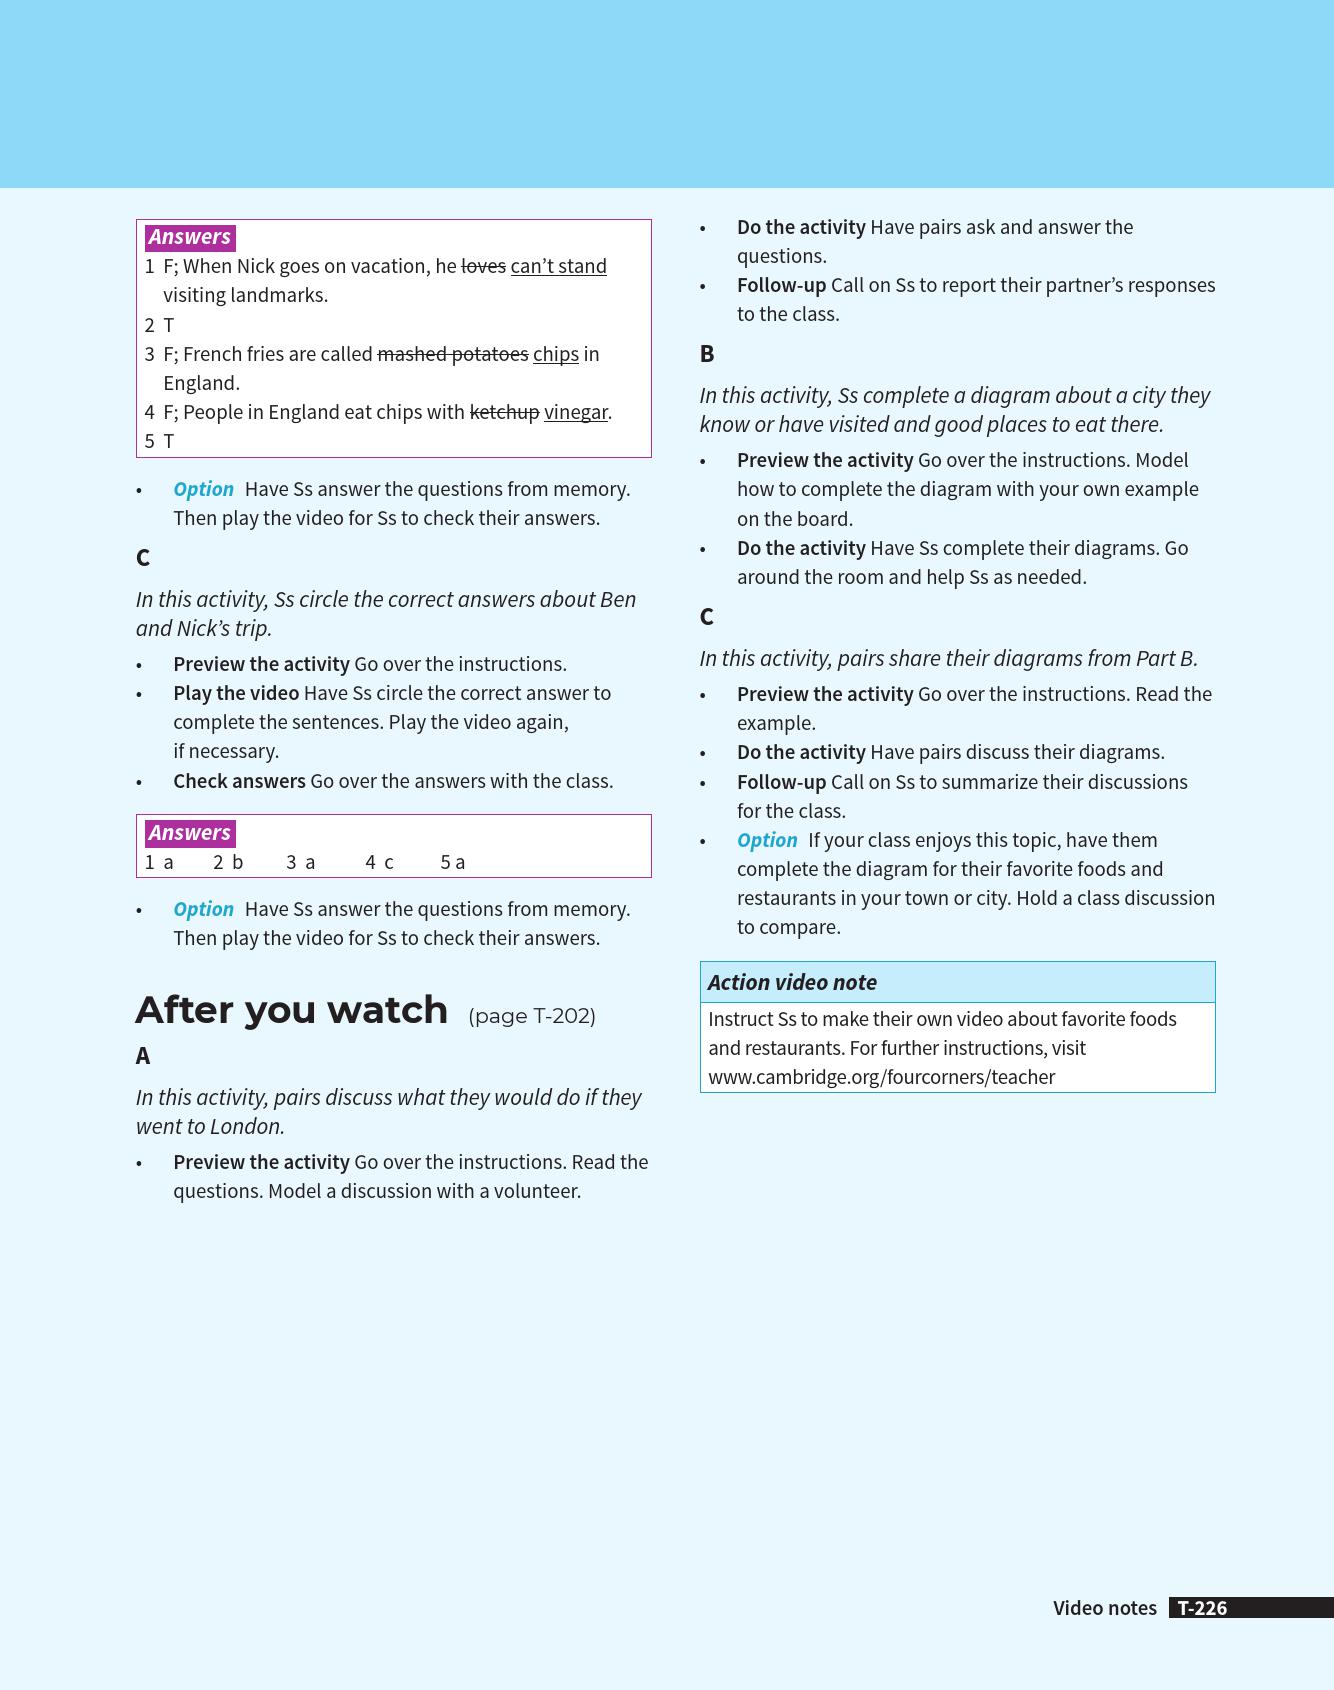 Answers
1 F; When Nick goes on vacation, he loves can’t stand
visiting landmarks.
2 T
3 F; French fries are called mashed potatoes chips in
England.
4 F; People in England eat chips with ketchup vinegar.
5 T
• Option Have Ss answer the questions from memory.
Then play the video for Ss to check their answers.
C
In this activity, Ss circle the correct answers about Ben
and Nick’s trip.
• Preview the activity Go over the instructions.
• Play the video Have Ss circle the correct answer to
complete the sentences. Play the video again,
if necessary.
• Check answers Go over the answers with the class.
Answers
1 a 2 b 3 a 4 c 5 a
• Option Have Ss answer the questions from memory.
Then play the video for Ss to check their answers.
After you watch (page T-202)
A
In this activity, pairs discuss what they would do if they
went to London.
• Preview the activity Go over the instructions. Read the
questions. Model a discussion with a volunteer.
• Do the activity Have pairs ask and answer the
questions.
• Follow-up Call on Ss to report their partner’s responses
to the class.
B
In this activity, Ss complete a diagram about a city they
know or have visited and good places to eat there.
• Preview the activity Go over the instructions. Model
how to complete the diagram with your own example
on the board.
• Do the activity Have Ss complete their diagrams. Go
around the room and help Ss as needed.
C
In this activity, pairs share their diagrams from Part B.
• Preview the activity Go over the instructions. Read the
example.
• Do the activity Have pairs discuss their diagrams.
• Follow-up Call on Ss to summarize their discussions
for the class.
• Option If your class enjoys this topic, have them
complete the diagram for their favorite foods and
restaurants in your town or city. Hold a class discussion
to compare.
Action video note
Instruct Ss to make their own video about favorite foods
and restaurants. For further instructions, visit
www.cambridge.org/fourcorners/teacher
Video notes T-226